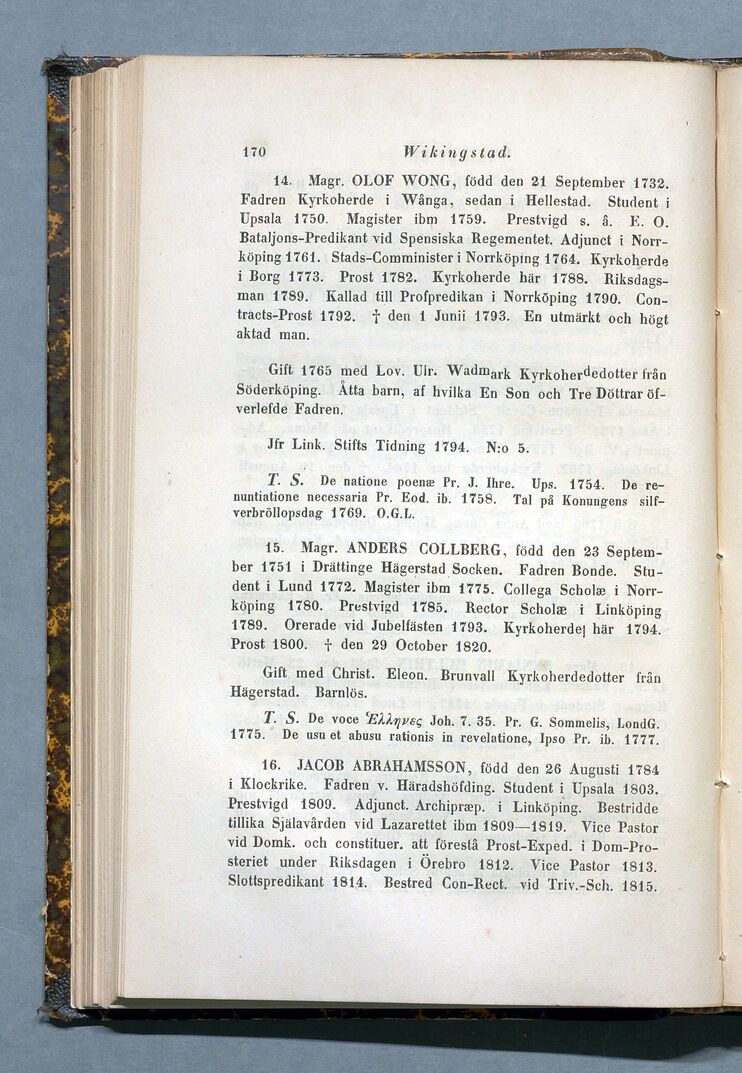 170 Wikingstad.
14. Magr. OLOF WONG, född den 21 September 1732.
Fadren Kyrkoherde i Wånga, sedan i Hellestad. Student i
Upsala 1750. Magister ibm 1759. Prestvigd s. å. E. O.
Bataljons-Predikant vid Spensiska Regementet. Adjunct i Norr-
köping 1761. Stads-Comminister i Norrköping 1764. Kyrkoherde
i Borg 1773. Prost 1782. Kyrkoherde här 1788. Riksdags-
man 1789. Kallad till Profpredikan i Norrköping 1790. Con-
tracts-Prost 1792. † den 1 Junii 1793. En utmärkt och högt
aktad man.
Gift 1765 med Lov. Ulr. Wadmark Kyrkoherdedotter från
Söderköping. Åtta barn, af hvilka En Son och Tre Döttrar öf-
verlefde Fadren.
Jfr Link. Stifts Tidning 1794. N:o 5.
T. S. De natione poenæ Pr. J. Ihre. Ups. 1754. De re-
nuntiatione necessaria Pr. Eod. ib. 1758. Tal på Konungens silf-
verbröllopsdag 1769. O.G.L.
15. Magr. ANDERS COLLBERG, född den 23 Septem-
ber 1751 i Drättinge Hägerstad Socken. Fadren Bonde. Stu-
dent i Lund 1772. Magister ibm 1775. Collega Scholæ i Norr-
köping 1780. Prestvigd 1785. Rector Scholæ i Linköping
1789. Orerade vid Jubelfästen 1793. Kyrkoherde| här 1794.
Prost 1800. † den 29 October 1820.
Gift med Christ. Eleon. Brunvall Kyrkoherdedotter från
Hägerstad. Barnlös.
T. S. De voce Ἐλληνες Joh. 7. 35. Pr. G. Sommelis, LondG.
1775. De usu et abusu rationis in revelatione, Ipso Pr. ib. 1777.
16. JACOB ABRAHAMSSON, född den 26 Augusti 1784
i Klockrike. Fadren v. Häradshöfding. Student i Upsala 1803.
Prestvigd 1809. Adjunct. Archipræp. i Linköping. Bestridde
tillika Själavården vid Lazarettet ibm 1809—1819. Vice Pastor
vid Domk. och constituer. att förestå Prost-Exped. i Dom-Pro-
steriet under Riksdagen i Örebro 1812. Vice Pastor 1813.
Slottspredikant 1814. Bestred Con-Rect. vid Triv.-Sch. 1815.